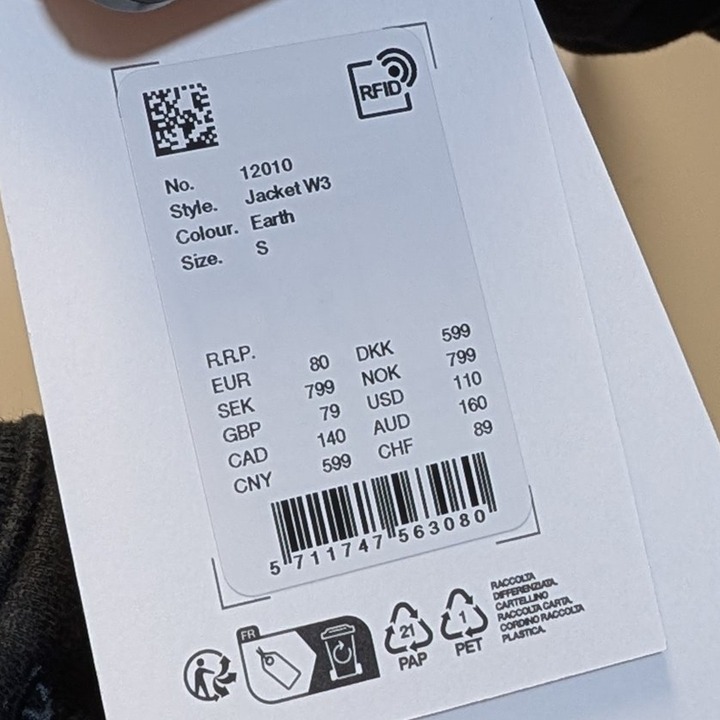 RFID
No. 12010
Style. Jacket W3
Colour. Earth
Size. S
R.R.P.
EUR 80 DKK 599
SEK 799 NOK 799
GBP 79 USD 110
CAD 140 AUD 160
CNY 599 CHF 89
5 711747 563080
FR
21
PAP
1
PET
RACCOLTA
DIFFERENZIATA.
CARTELLINO
RACCOLTA CARTA.
CORDINO RACCOLTA
PLASTICA.